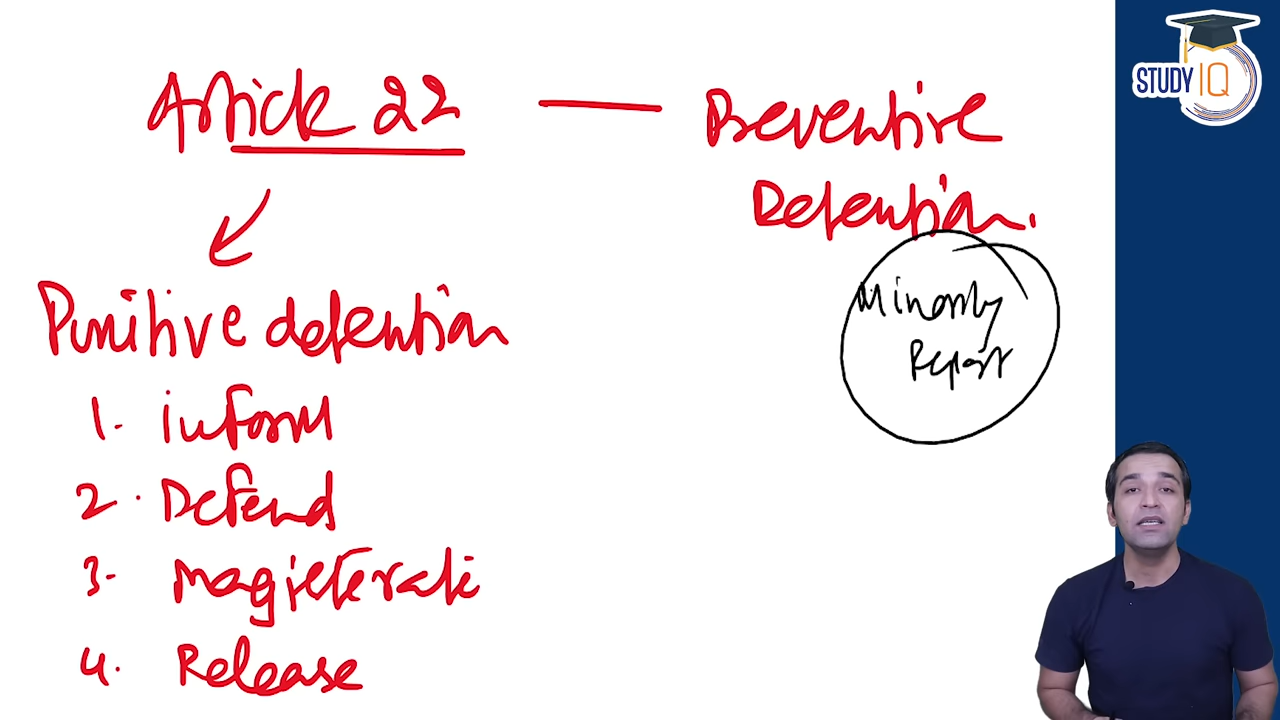 Article 22 — Preventive
Detention.
Minority
Report
Punitive detention
1. inform
2. Defend
3. Magisterate
4. Release
STUDY IQ